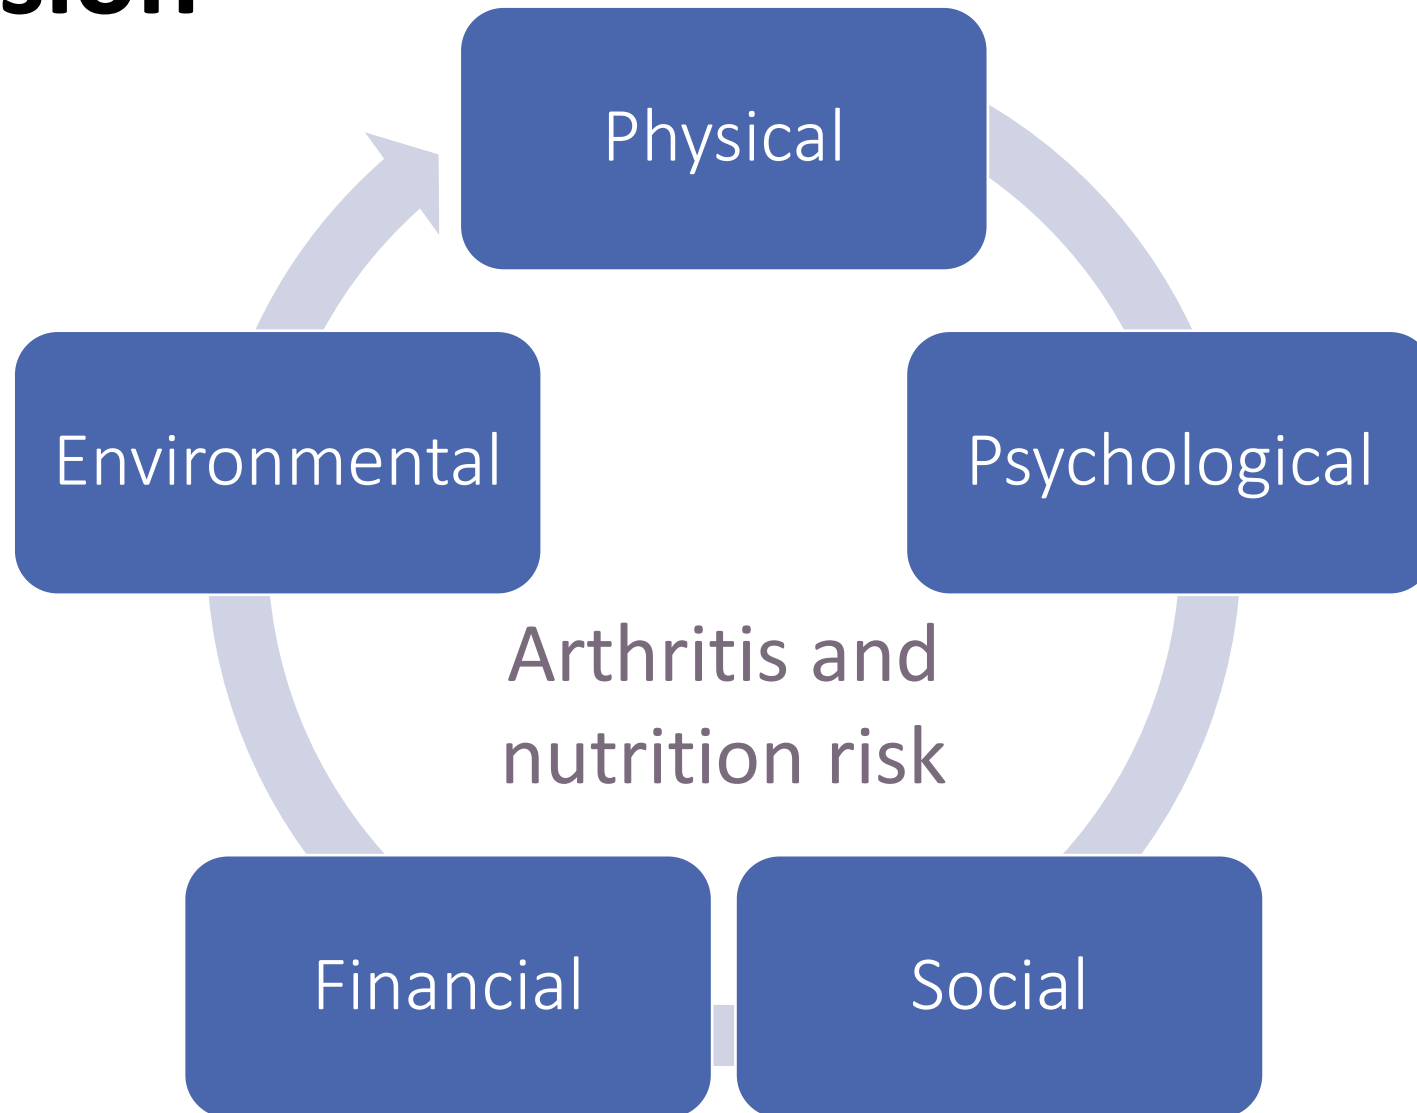 Physical
Environmental
Psychological
Arthritis and
nutrition risk
Financial
Social